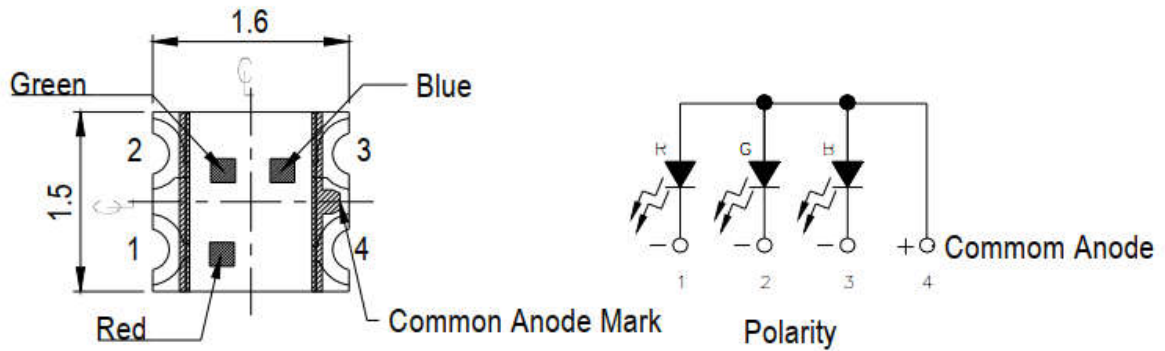 1.6
Green
Blue
2
3
1.5
1
4
Red
Common Anode Mark
R
G
B
−
−
−
+
Commom Anode
1
2
3
4
Polarity